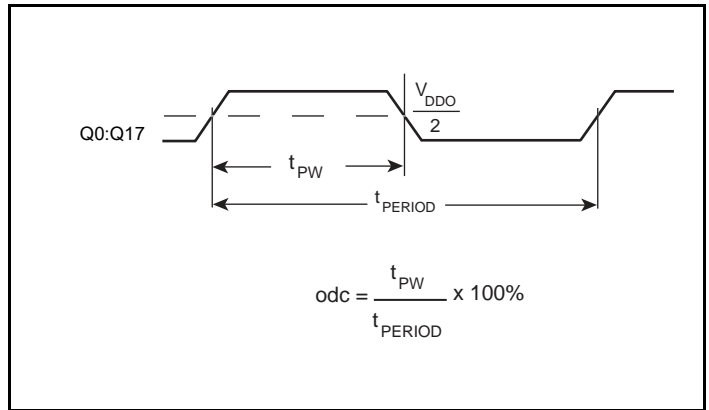 V_DDO
2
Q0:Q17
t_PW
t_PERIOD
odc = t_PW / t_PERIOD x 100%